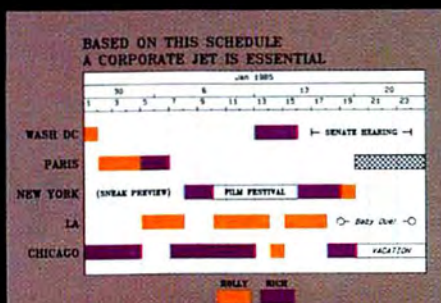 BASED ON THIS SCHEDULE
A CORPORATE JET IS ESSENTIAL
Jan 1985
30 6 13 20
1 3 5 7 9 11 13 15 17 19 21 23
WASH DC SENATE HEARING
PARIS
NEW YORK (SNEAK PREVIEW) FILM FESTIVAL
LA Baby Due!
CHICAGO VACATION
HOLLY RICH